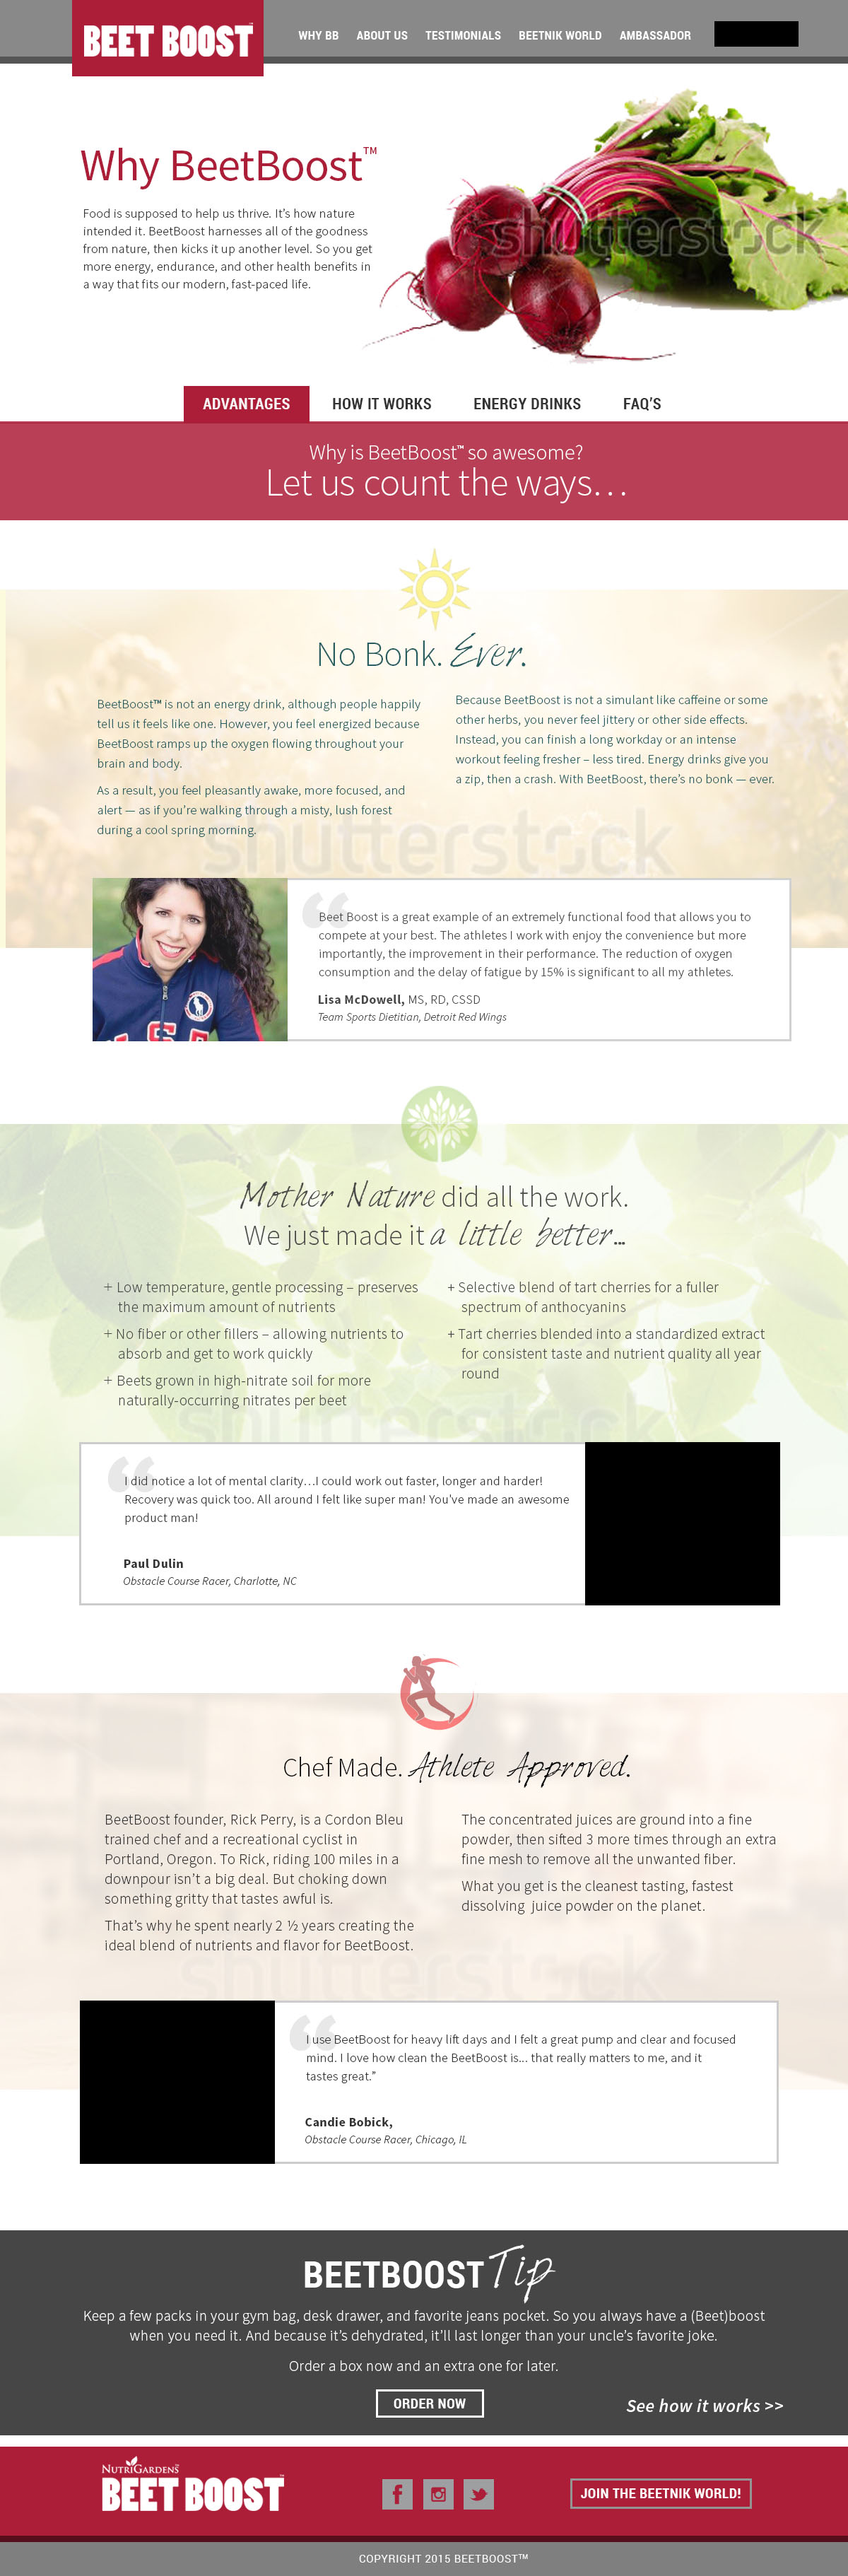 BEET BOOST™
WHY BB ABOUT US TESTIMONIALS BEETNIK WORLD AMBASSADOR
Why BeetBoost™
Food is supposed to help us thrive. It’s how nature
intended it. BeetBoost harnesses all of the goodness
from nature, then kicks it up another level. So you get
more energy, endurance, and other health benefits in
a way that fits our modern, fast-paced life.
shutterstock
ADVANTAGES HOW IT WORKS ENERGY DRINKS FAQ’S
Why is BeetBoost™ so awesome?
Let us count the ways…
No Bonk. Ever.
BeetBoost™ is not an energy drink, although people happily
tell us it feels like one. However, you feel energized because
BeetBoost ramps up the oxygen flowing throughout your
brain and body.
As a result, you feel pleasantly awake, more focused, and
alert — as if you’re walking through a misty, lush forest
during a cool spring morning.
Because BeetBoost is not a simulant like caffeine or some
other herbs, you never feel jittery or other side effects.
Instead, you can finish a long workday or an intense
workout feeling fresher – less tired. Energy drinks give you
a zip, then a crash. With BeetBoost, there’s no bonk — ever.
shutterstock
“
Beet Boost is a great example of an extremely functional food that allows you to
compete at your best. The athletes I work with enjoy the convenience but more
importantly, the improvement in their performance. The reduction of oxygen
consumption and the delay of fatigue by 15% is significant to all my athletes.
Lisa McDowell, MS, RD, CSSD
Team Sports Dietitian, Detroit Red Wings
Mother Nature did all the work.
We just made it a little better...
+ Low temperature, gentle processing – preserves
the maximum amount of nutrients
+ No fiber or other fillers – allowing nutrients to
absorb and get to work quickly
+ Beets grown in high-nitrate soil for more
naturally-occurring nitrates per beet
+ Selective blend of tart cherries for a fuller
spectrum of anthocyanins
+ Tart cherries blended into a standardized extract
for consistent taste and nutrient quality all year
round
shutterstock
“
I did notice a lot of mental clarity…I could work out faster, longer and harder!
Recovery was quick too. All around I felt like super man! You've made an awesome
product man!
Paul Dulin
Obstacle Course Racer, Charlotte, NC
Chef Made. Athlete Approved.
BeetBoost founder, Rick Perry, is a Cordon Bleu
trained chef and a recreational cyclist in
Portland, Oregon. To Rick, riding 100 miles in a
downpour isn’t a big deal. But choking down
something gritty that tastes awful is.
That’s why he spent nearly 2 ½ years creating the
ideal blend of nutrients and flavor for BeetBoost.
The concentrated juices are ground into a fine
powder, then sifted 3 more times through an extra
fine mesh to remove all the unwanted fiber.
What you get is the cleanest tasting, fastest
dissolving juice powder on the planet.
shutterstock
“
I use BeetBoost for heavy lift days and I felt a great pump and clear and focused
mind. I love how clean the BeetBoost is... that really matters to me, and it
tastes great.”
Candie Bobick,
Obstacle Course Racer, Chicago, IL
BEETBOOST Tip
Keep a few packs in your gym bag, desk drawer, and favorite jeans pocket. So you always have a (Beet)boost
when you need it. And because it’s dehydrated, it’ll last longer than your uncle’s favorite joke.
Order a box now and an extra one for later.
ORDER NOW
See how it works >>
NUTRIGARDENS™
BEET BOOST™
JOIN THE BEETNIK WORLD!
COPYRIGHT 2015 BEETBOOST™